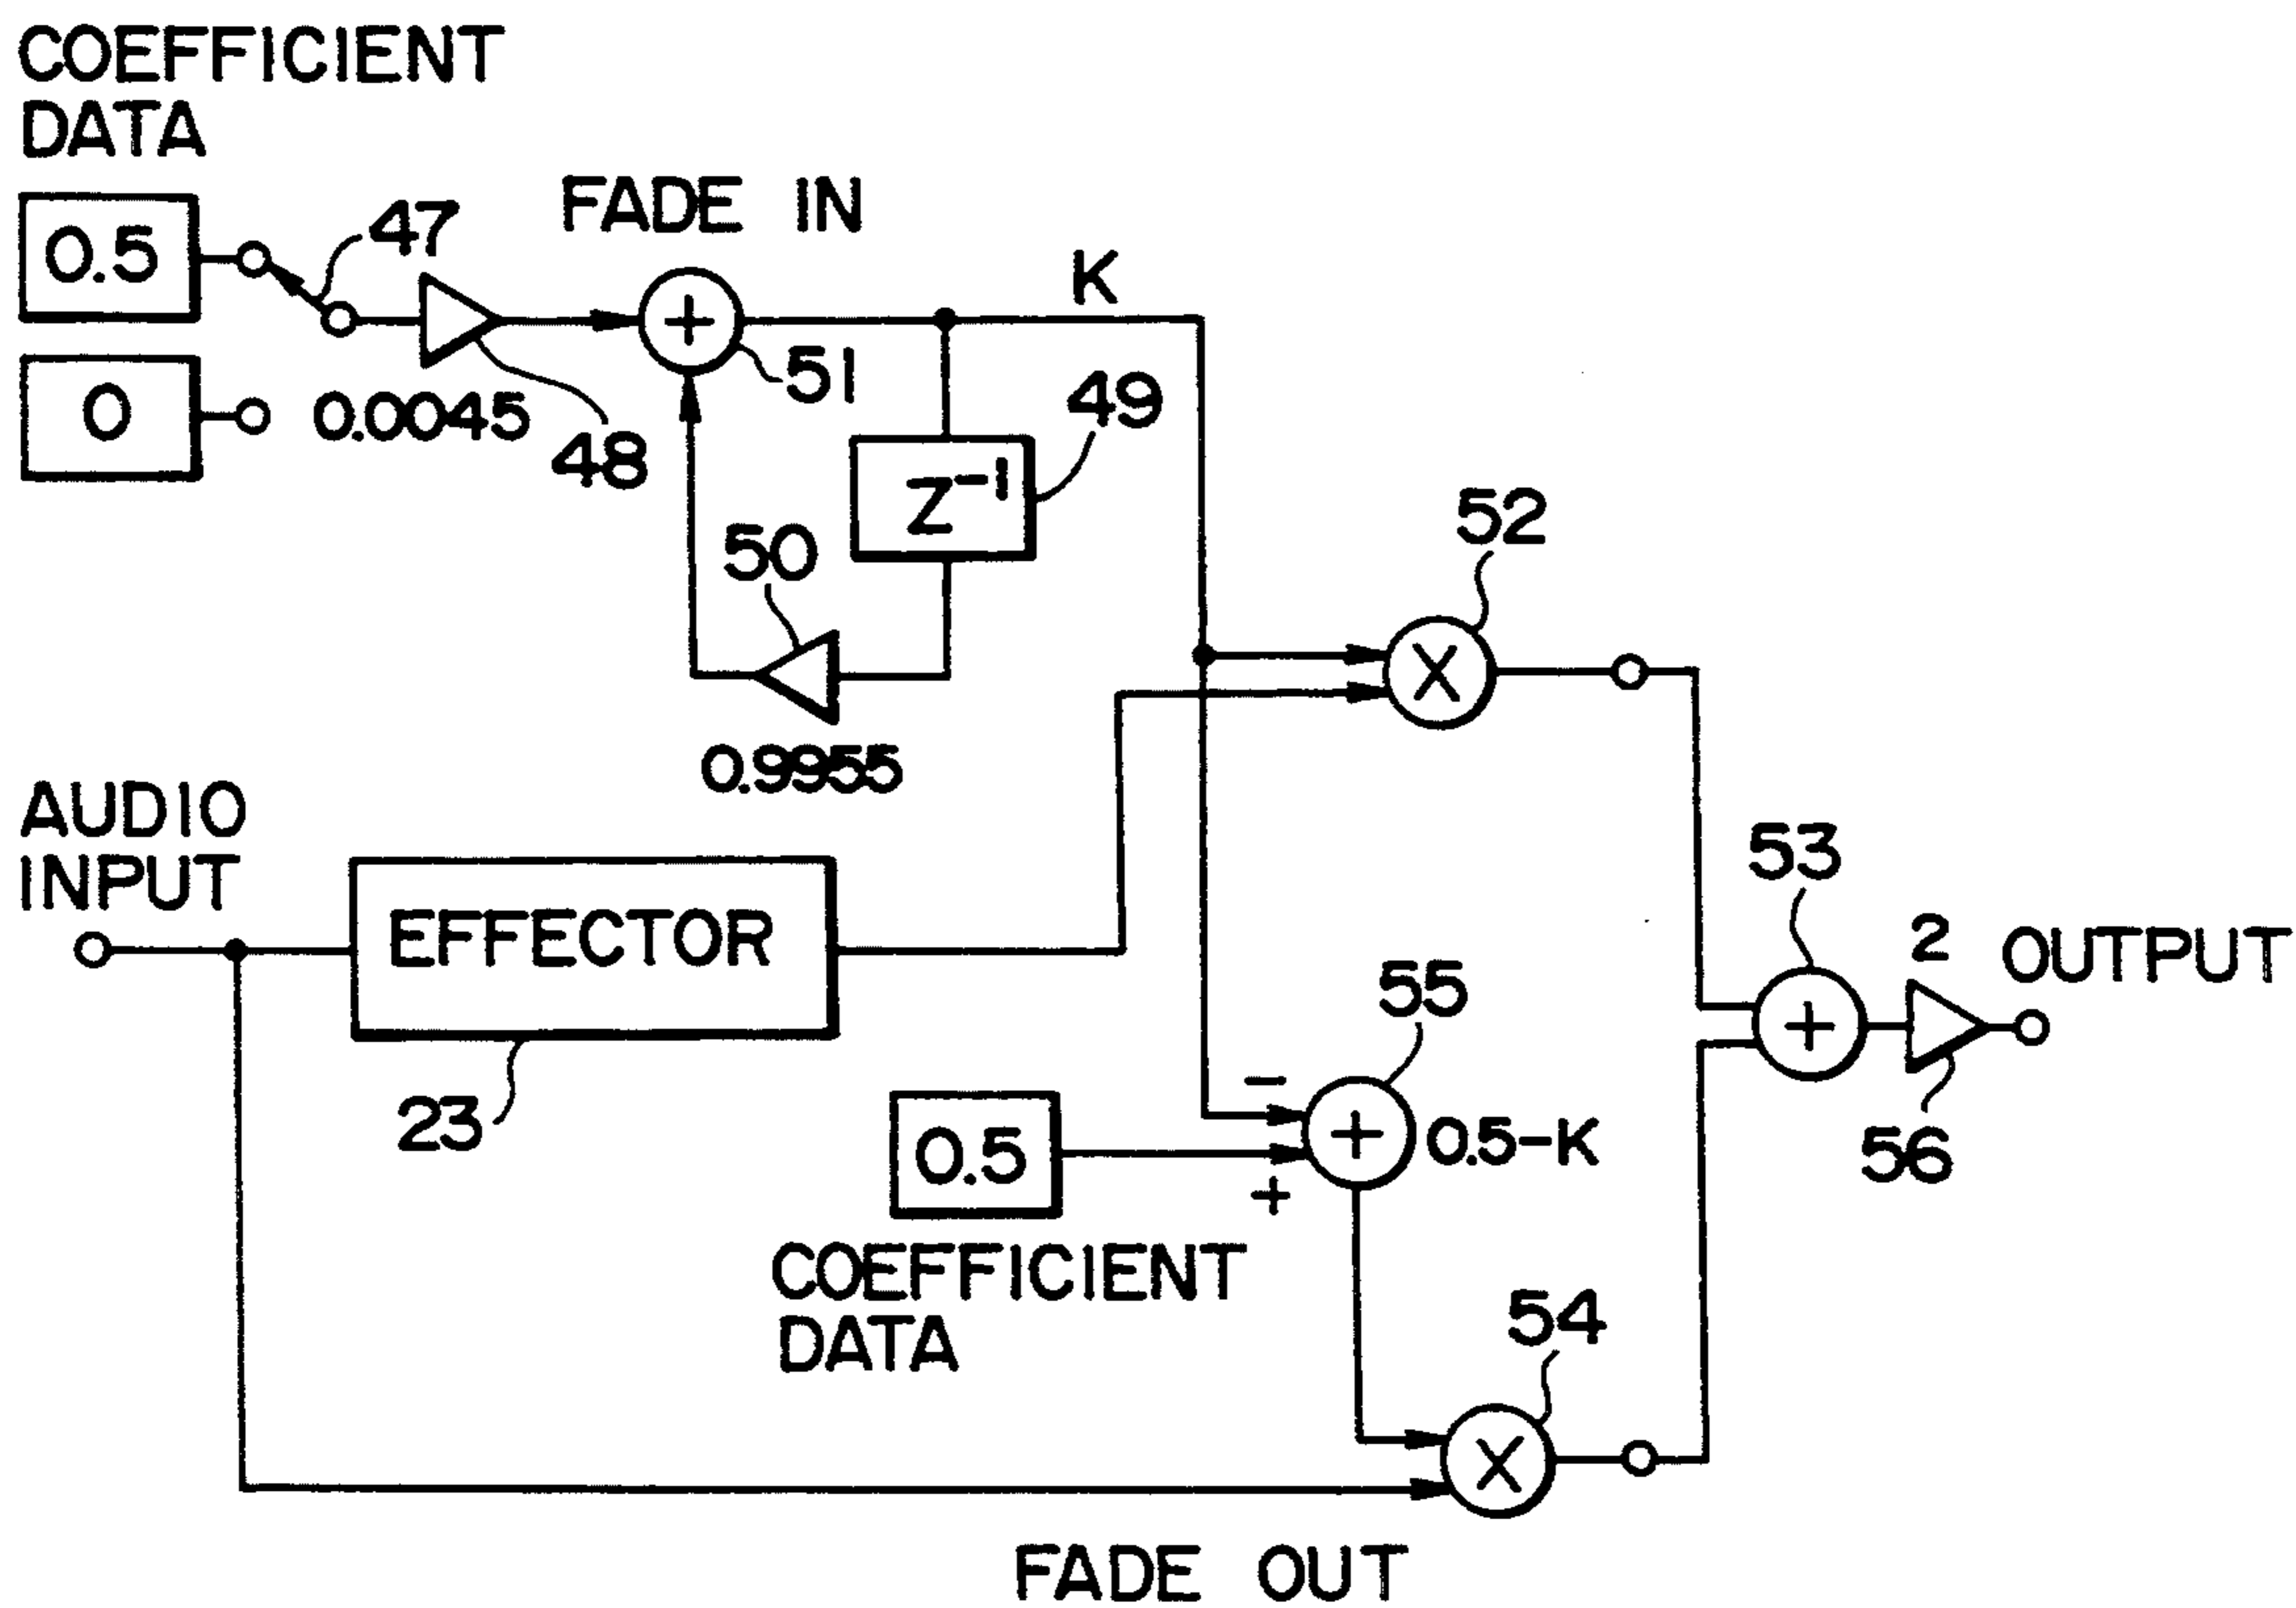 COEFFICIENT
DATA
0.5
47
FADE IN
K
0
0.0045
48
51
49
Z⁻¹
50
0.9955
52
AUDIO
INPUT
EFFECTOR
23
53
2
OUTPUT
55
−
0.5
+
0.5−K
+
+
56
COEFFICIENT
DATA
54
X
X
+
FADE OUT